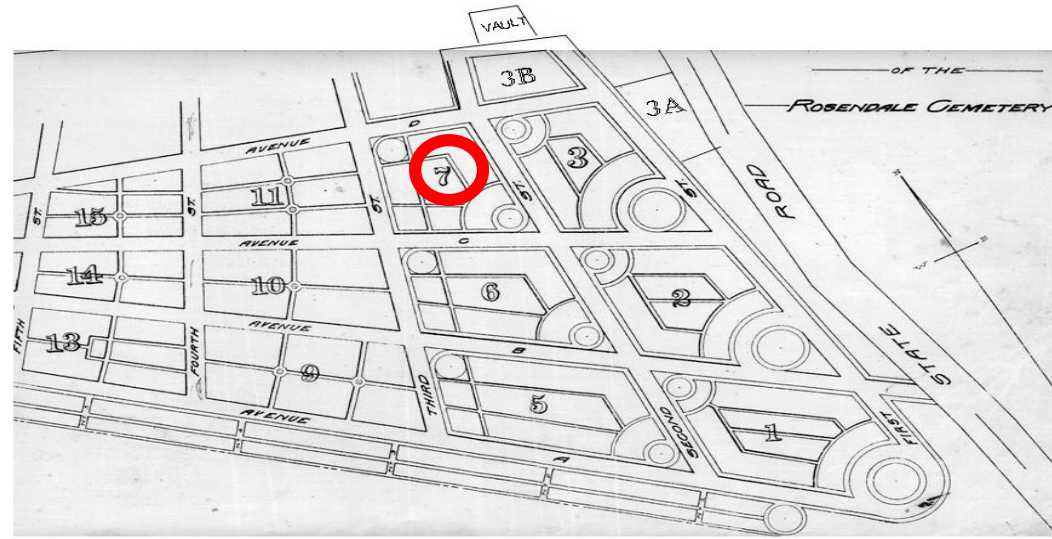 VAULT
3B
OF THE
3A
ROSENDALE CEMETERY
D
AVENUE
3
7
ROAD
11
ST.
ST.
ST.
ST.
ST.
15
C
AVENUE
14
10
6
2
AVENUE
B
FIFTH
13
FOURTH
9
THIRD
5
STATE
AVENUE
SECOND
1
FIRST
A